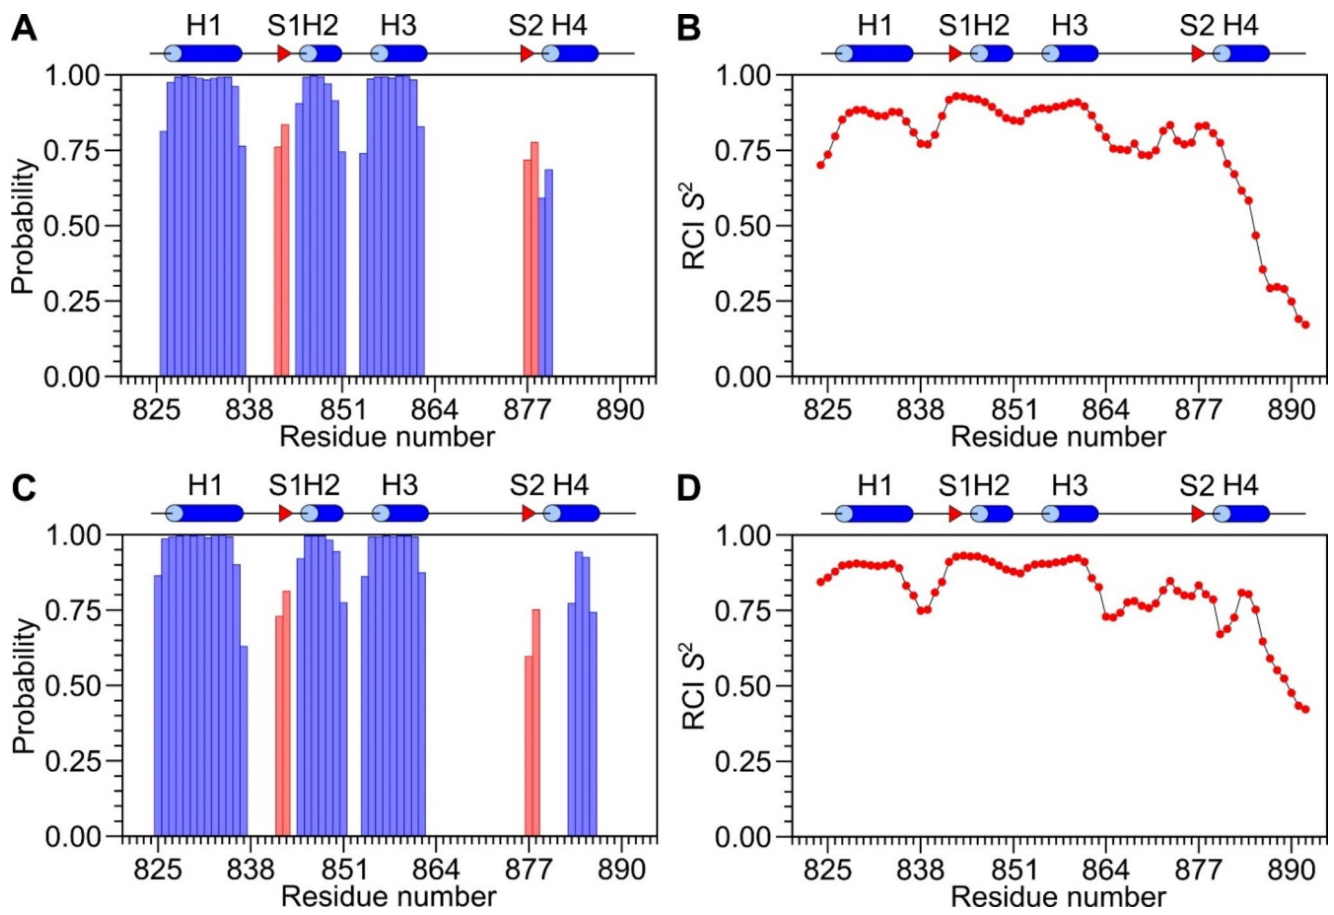 A H1 S1H2 H3 S2 H4
B H1 S1H2 H3 S2 H4
1.00
0.75
0.50
0.25
0.00
Probability
825 838 851 864 877 890
Residue number
1.00
0.75
0.50
0.25
0.00
RCI S²
825 838 851 864 877 890
Residue number
C H1 S1H2 H3 S2 H4
D H1 S1H2 H3 S2 H4
1.00
0.75
0.50
0.25
0.00
Probability
825 838 851 864 877 890
Residue number
1.00
0.75
0.50
0.25
0.00
RCI S²
825 838 851 864 877 890
Residue number